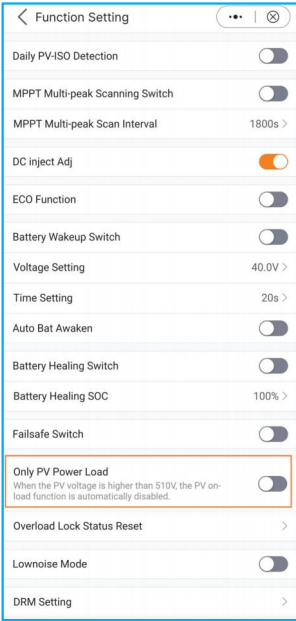 Function Setting
Daily PV-ISO Detection
MPPT Multi-peak Scanning Switch
MPPT Multi-peak Scan Interval 1800s
DC inject Adj
ECO Function
Battery Wakeup Switch
Voltage Setting 40.0V
Time Setting 20s
Auto Bat Awaken
Battery Healing Switch
Battery Healing SOC 100%
Failsafe Switch
Only PV Power Load
When the PV voltage is higher than 510V, the PV on-
load function is automatically disabled.
Overload Lock Status Reset
Lownoise Mode
DRM Setting